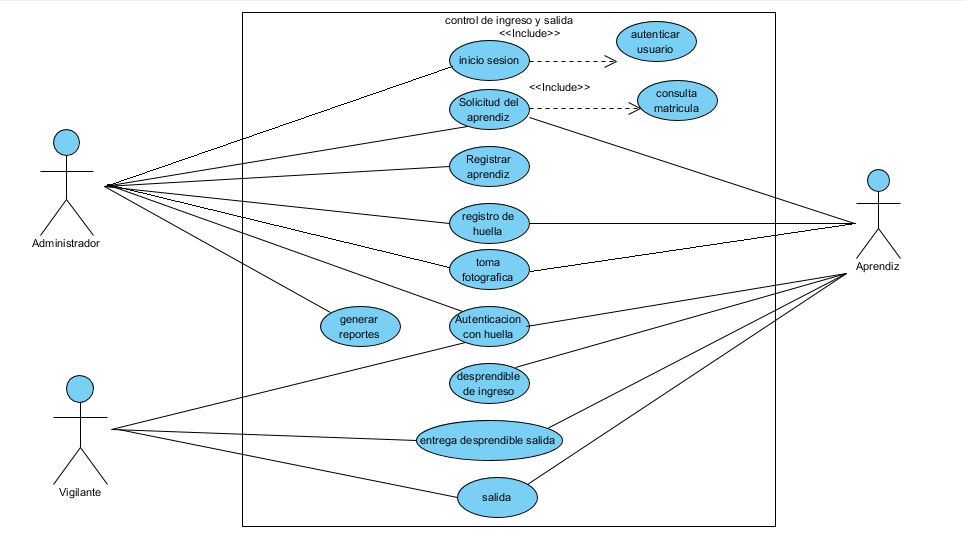 control de ingreso y salida
<<Include>>
inicio sesion
autenticar
usuario
<<Include>>
Solicitud del
aprendiz
consulta
matricula
Registrar
aprendiz
Administrador
registro de
huella
toma
fotografica
Aprendiz
generar
reportes
Autenticacion
con huella
desprendible
de ingreso
entrega desprendible salida
Vigilante
salida